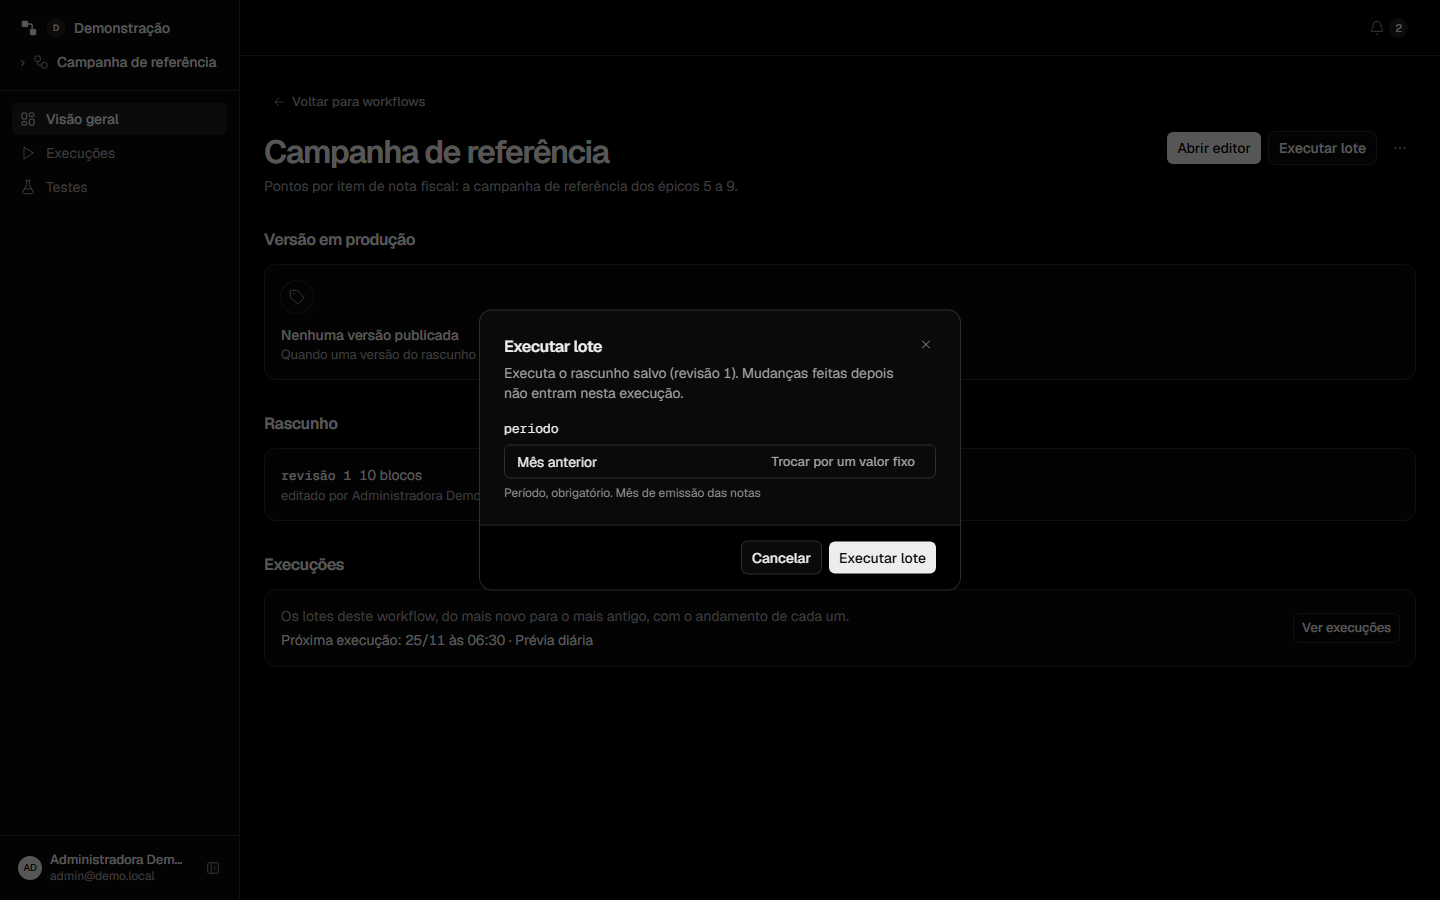 D Demonstração
Campanha de referência
2
Visão geral
Execuções
Testes
Voltar para workflows
Campanha de referência
Abrir editor
Executar lote
Pontos por item de nota fiscal: a campanha de referência dos épicos 5 a 9.
Versão em produção
Nenhuma versão publicada
Quando uma versão do rascunho
Executar lote
Executa o rascunho salvo (revisão 1). Mudanças feitas depois
não entram nesta execução.
periodo
Mês anterior
Trocar por um valor fixo
Período, obrigatório. Mês de emissão das notas
Cancelar
Executar lote
Rascunho
revisão 1 10 blocos
editado por Administradora Demo
Execuções
Os lotes deste workflow, do mais novo para o mais antigo, com o andamento de cada um.
Próxima execução: 25/11 às 06:30 · Prévia diária
Ver execuções
AD
Administradora Dem...
admin@demo.local